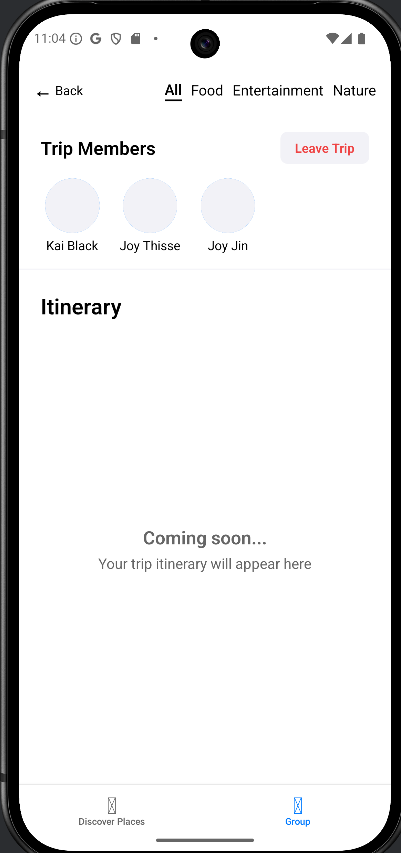 11:04
← Back All Food Entertainment Nature
Trip Members Leave Trip
Kai Black Joy Thisse Joy Jin
Itinerary
Coming soon...
Your trip itinerary will appear here
Discover Places Group